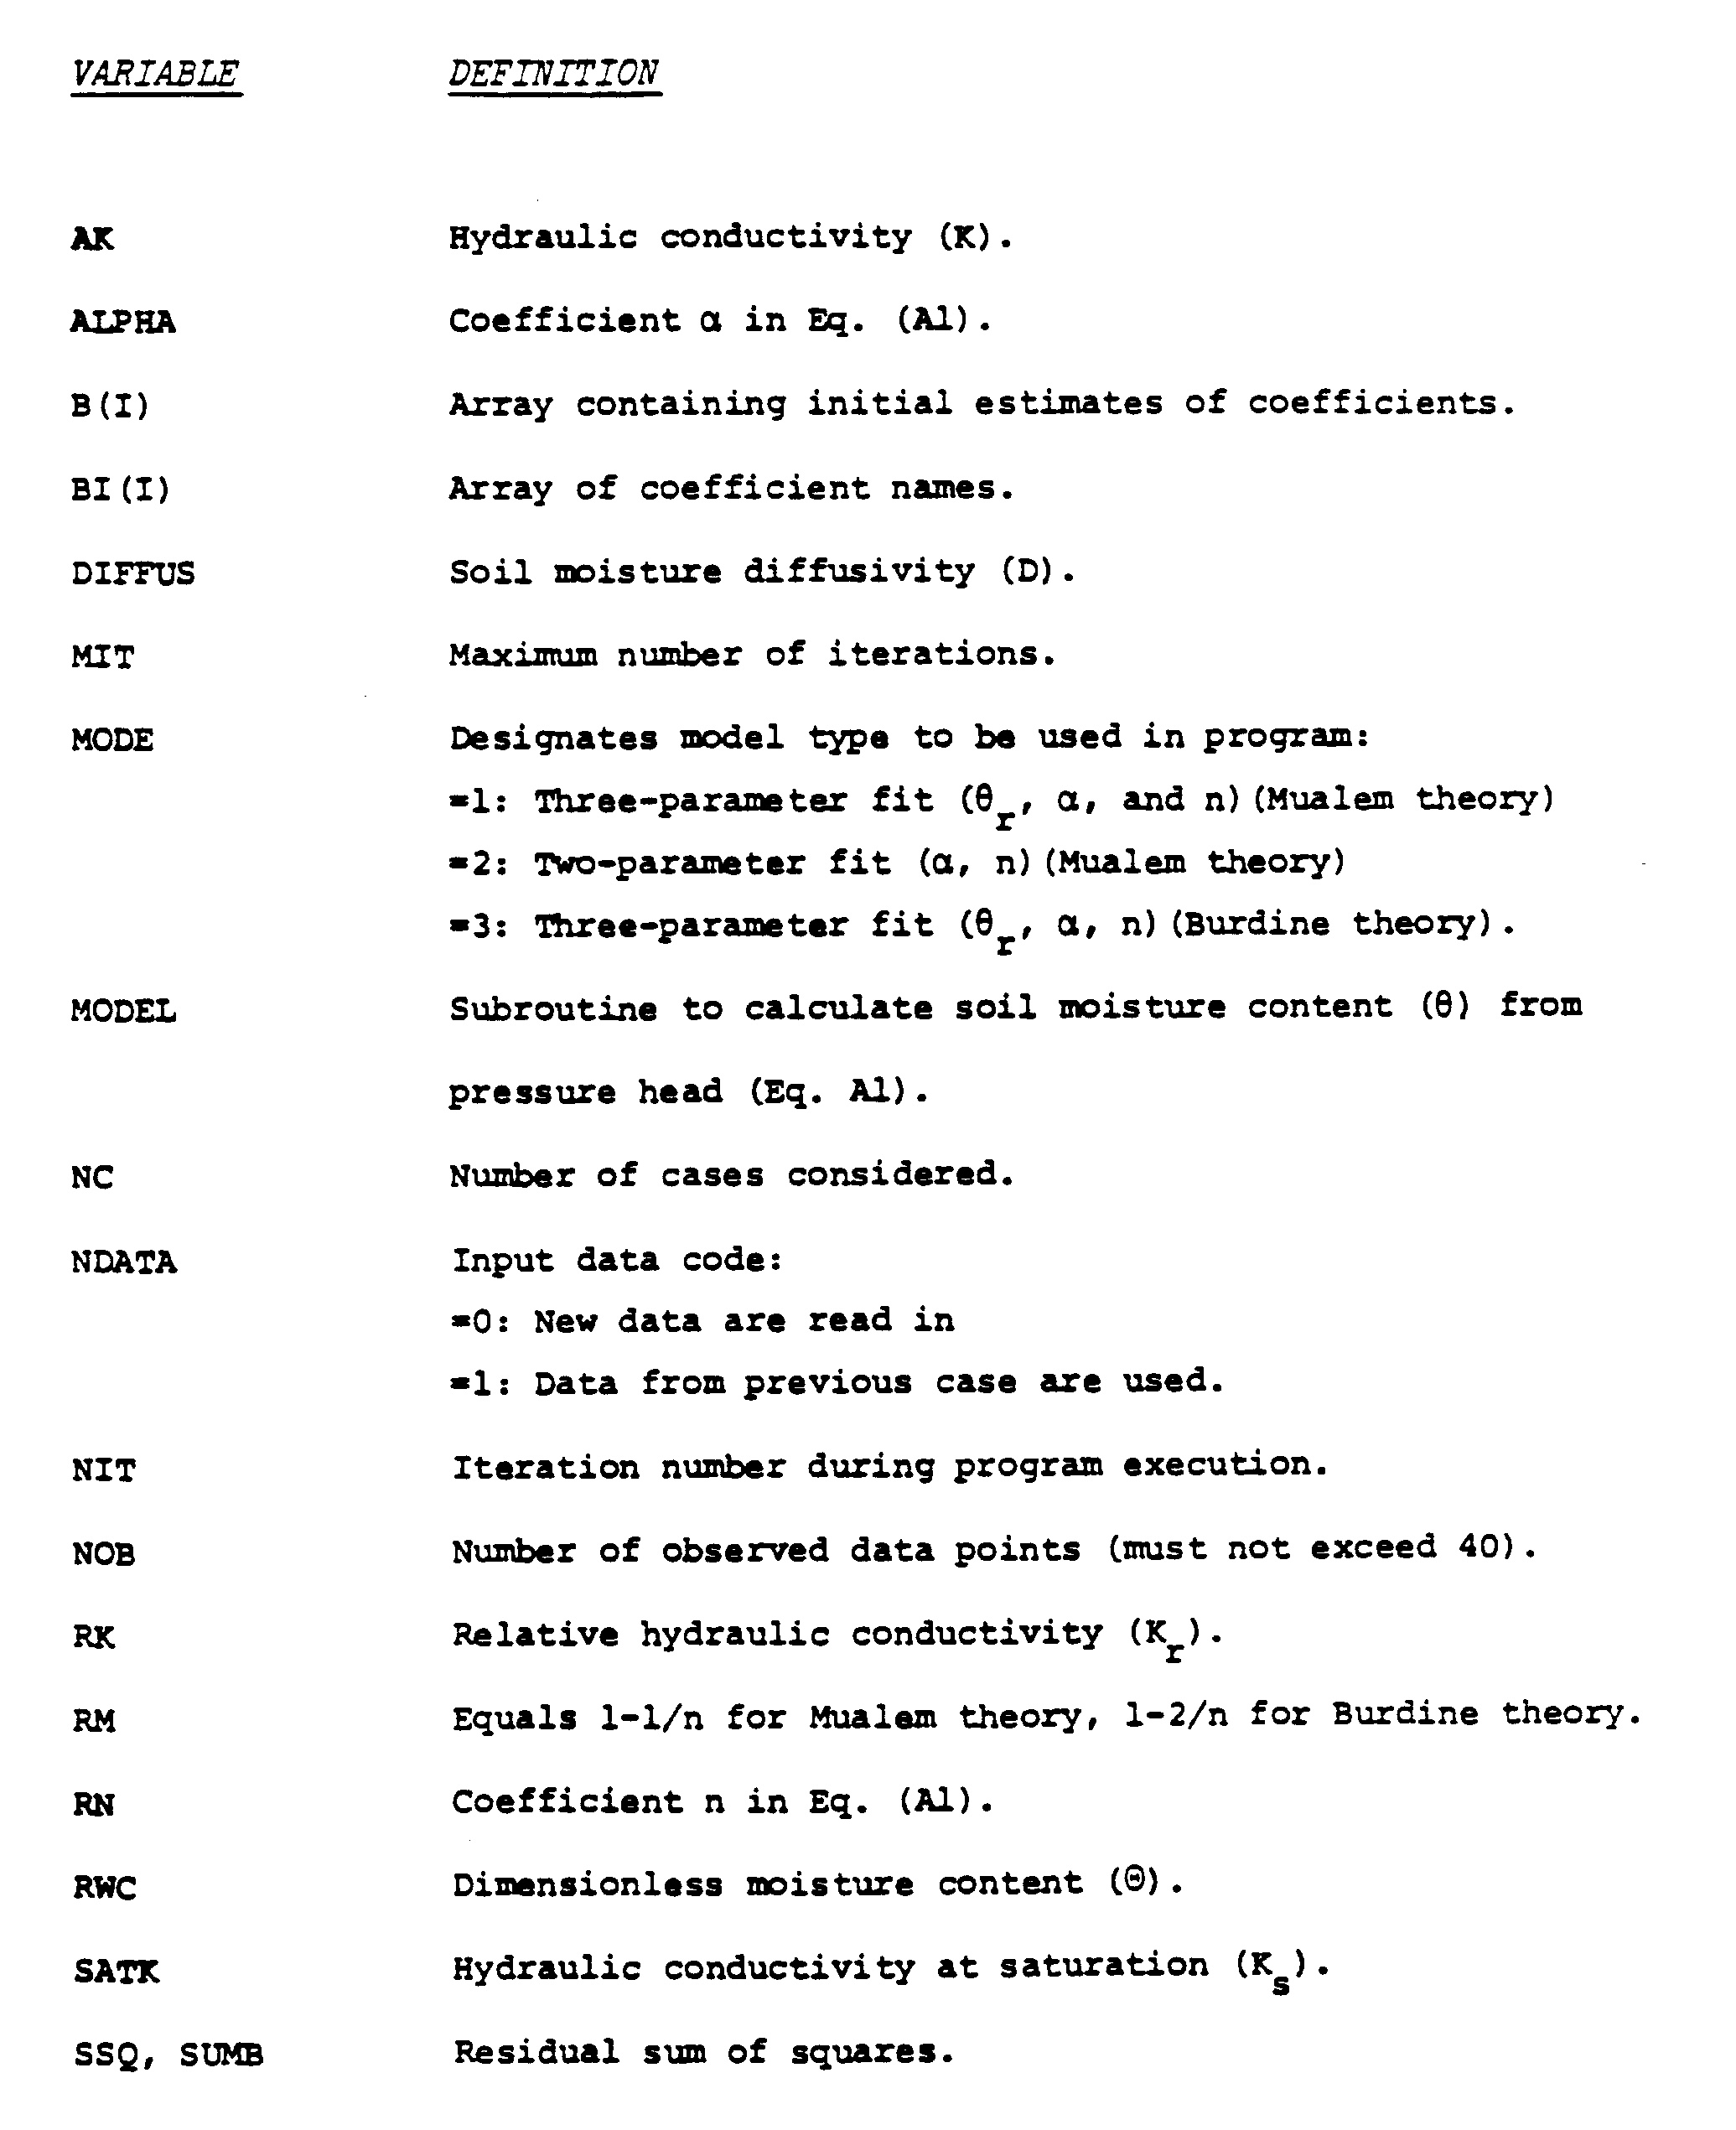 VARIABLE DEFINITION
AK Hydraulic conductivity (K).
ALPHA Coefficient α in Eq. (A1).
B(I) Array containing initial estimates of coefficients.
BI(I) Array of coefficient names.
DIFFUS Soil moisture diffusivity (D).
MIT Maximum number of iterations.
MODE Designates model type to be used in program:
=1: Three-parameter fit (θr, α, and n)(Mualem theory)
=2: Two-parameter fit (α, n)(Mualem theory)
=3: Three-parameter fit (θr, α, n)(Burdine theory).
MODEL Subroutine to calculate soil moisture content (θ) from
pressure head (Eq. A1).
NC Number of cases considered.
NDATA Input data code:
=0: New data are read in
=1: Data from previous case are used.
NIT Iteration number during program execution.
NOB Number of observed data points (must not exceed 40).
RK Relative hydraulic conductivity (Kr).
RM Equals 1-1/n for Mualem theory, 1-2/n for Burdine theory.
RN Coefficient n in Eq. (A1).
RWC Dimensionless moisture content (Θ).
SATK Hydraulic conductivity at saturation (Ks).
SSQ, SUMB Residual sum of squares.